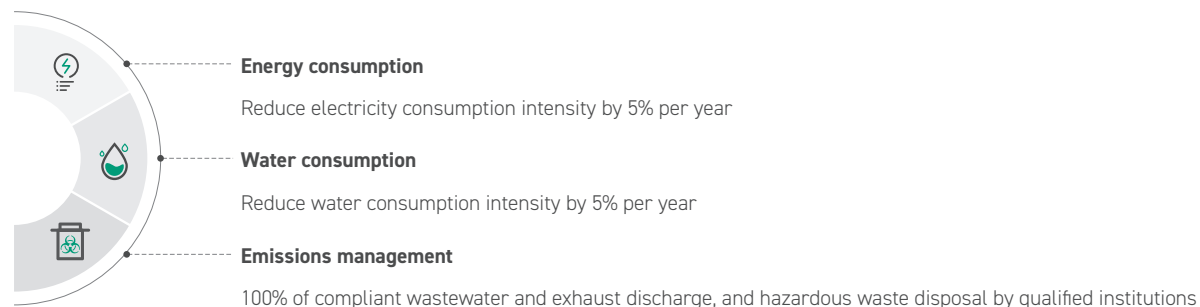 Energy consumption
Reduce electricity consumption intensity by 5% per year
Water consumption
Reduce water consumption intensity by 5% per year
Emissions management
100% of compliant wastewater and exhaust discharge, and hazardous waste disposal by qualified institutions